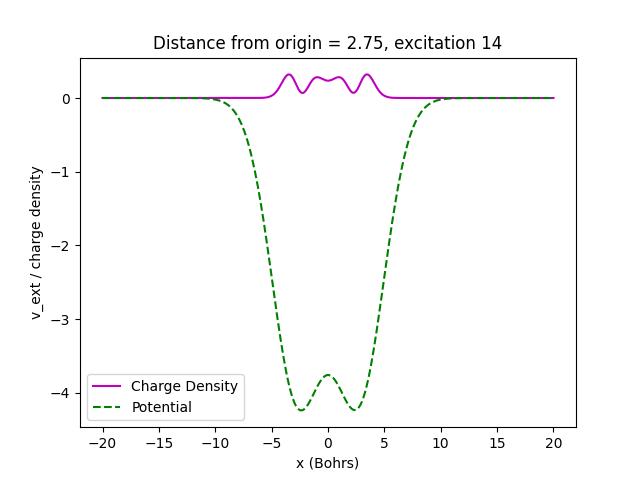 Distance from origin = 2.75, excitation 14
v_ext / charge density
0
−1
−2
−3
−4
Charge Density
Potential
−20
−15
−10
−5
0
5
10
15
20
x (Bohrs)